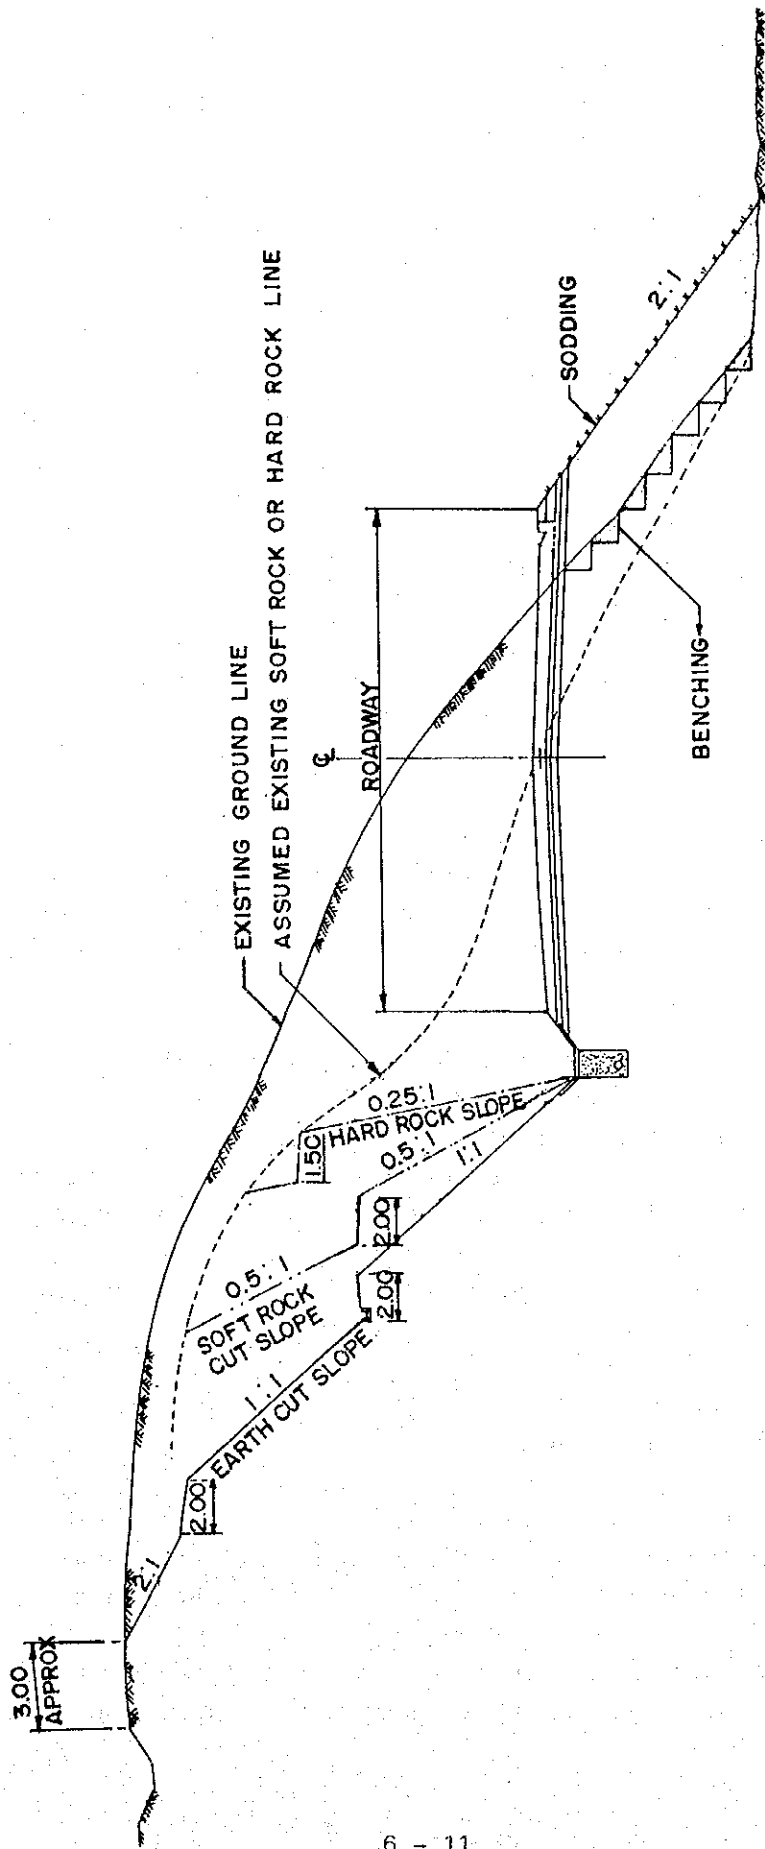 EXISTING GROUND LINE
ASSUMED EXISTING SOFT ROCK OR HARD ROCK LINE
℄
ROADWAY
SODDING
2:1
BENCHING
0.25:1
HARD ROCK SLOPE
1.50
0.5:1
1:1
2.00
2.00
0.5:1
SOFT ROCK
CUT SLOPE
1:1
EARTH CUT SLOPE
2.00
2:1
3.00
APPROX
6 - 11